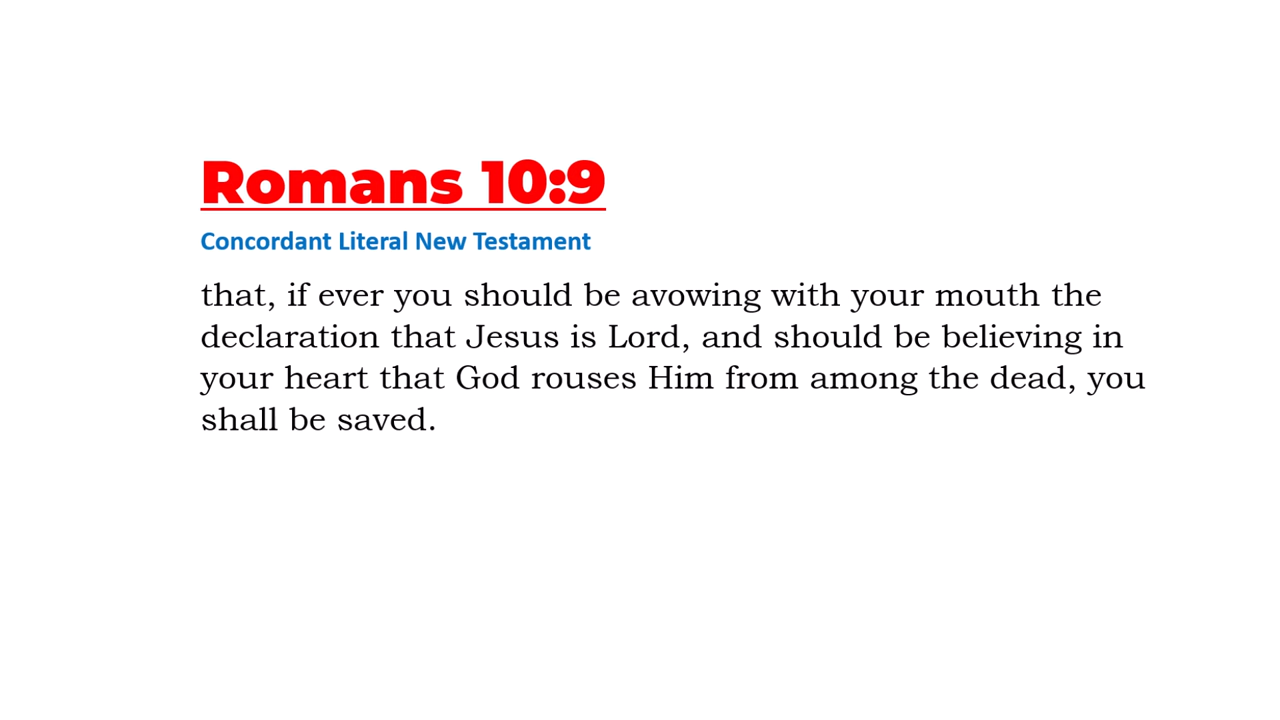 Romans 10:9
Concordant Literal New Testament
that, if ever you should be avowing with your mouth the
declaration that Jesus is Lord, and should be believing in
your heart that God rouses Him from among the dead, you
shall be saved.